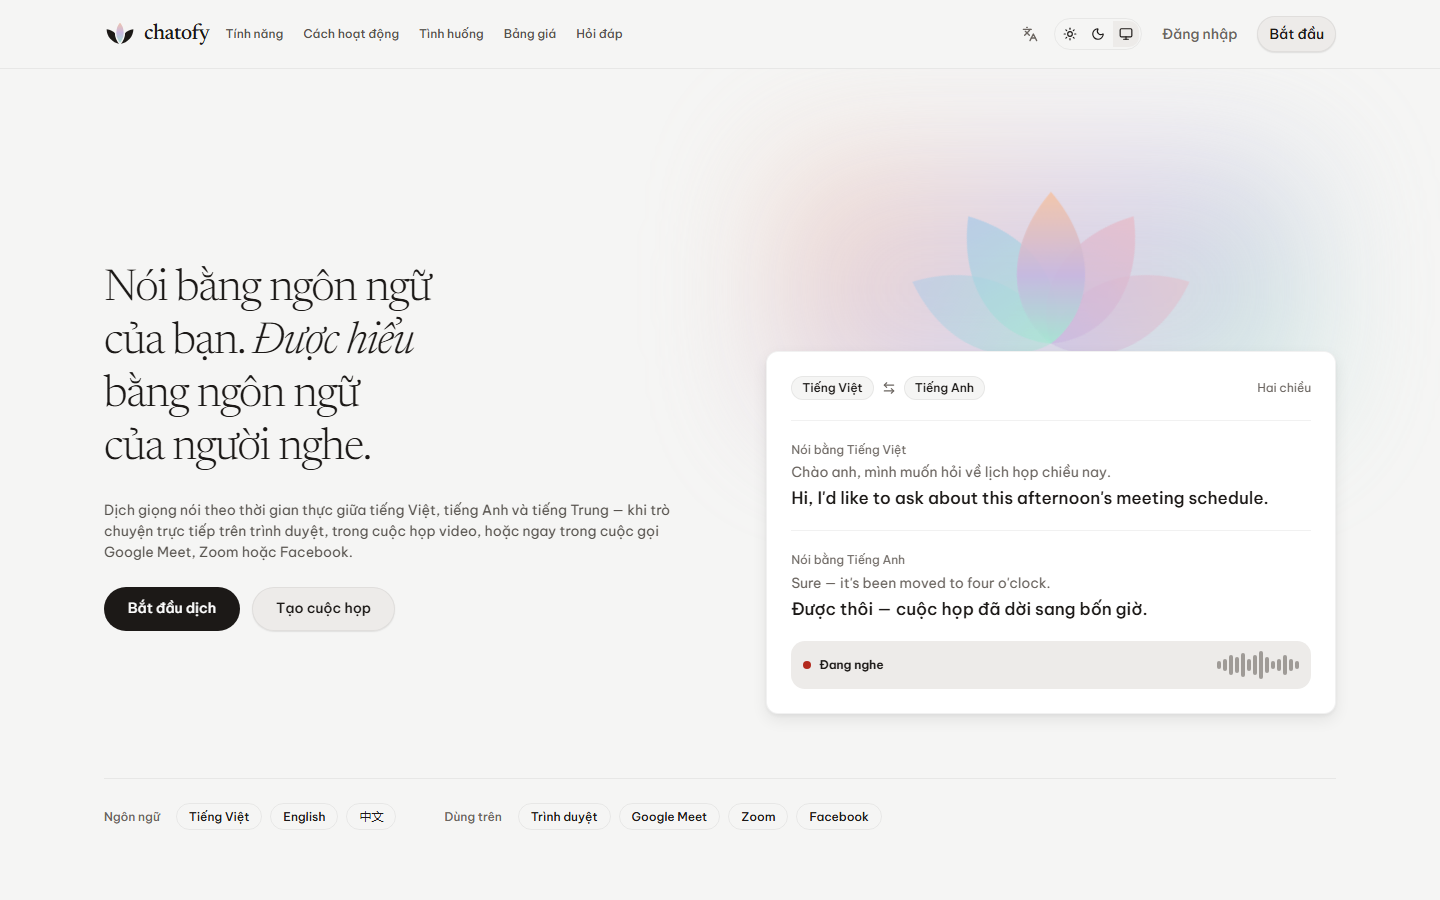 chatofy
Tính năng
Cách hoạt động
Tình huống
Bảng giá
Hỏi đáp
Đăng nhập
Bắt đầu
Nói bằng ngôn ngữ
của bạn. Được hiểu
bằng ngôn ngữ
của người nghe.
Dịch giọng nói theo thời gian thực giữa tiếng Việt, tiếng Anh và tiếng Trung — khi trò
chuyện trực tiếp trên trình duyệt, trong cuộc họp video, hoặc ngay trong cuộc gọi
Google Meet, Zoom hoặc Facebook.
Bắt đầu dịch
Tạo cuộc họp
Tiếng Việt
Tiếng Anh
Hai chiều
Nói bằng Tiếng Việt
Chào anh, mình muốn hỏi về lịch họp chiều nay.
Hi, I'd like to ask about this afternoon's meeting schedule.
Nói bằng Tiếng Anh
Sure — it's been moved to four o'clock.
Được thôi — cuộc họp đã dời sang bốn giờ.
Đang nghe
Ngôn ngữ
Tiếng Việt
English
中文
Dùng trên
Trình duyệt
Google Meet
Zoom
Facebook